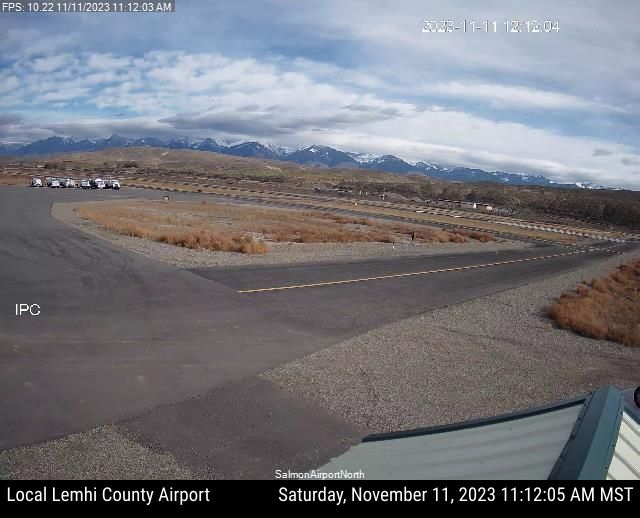 FPS: 10.22 11/11/2023 11:12:03 AM
2023-11-11 12:12:04
IPC
SalmonAirportNorth
Local Lemhi County Airport Saturday, November 11, 2023 11:12:05 AM MST